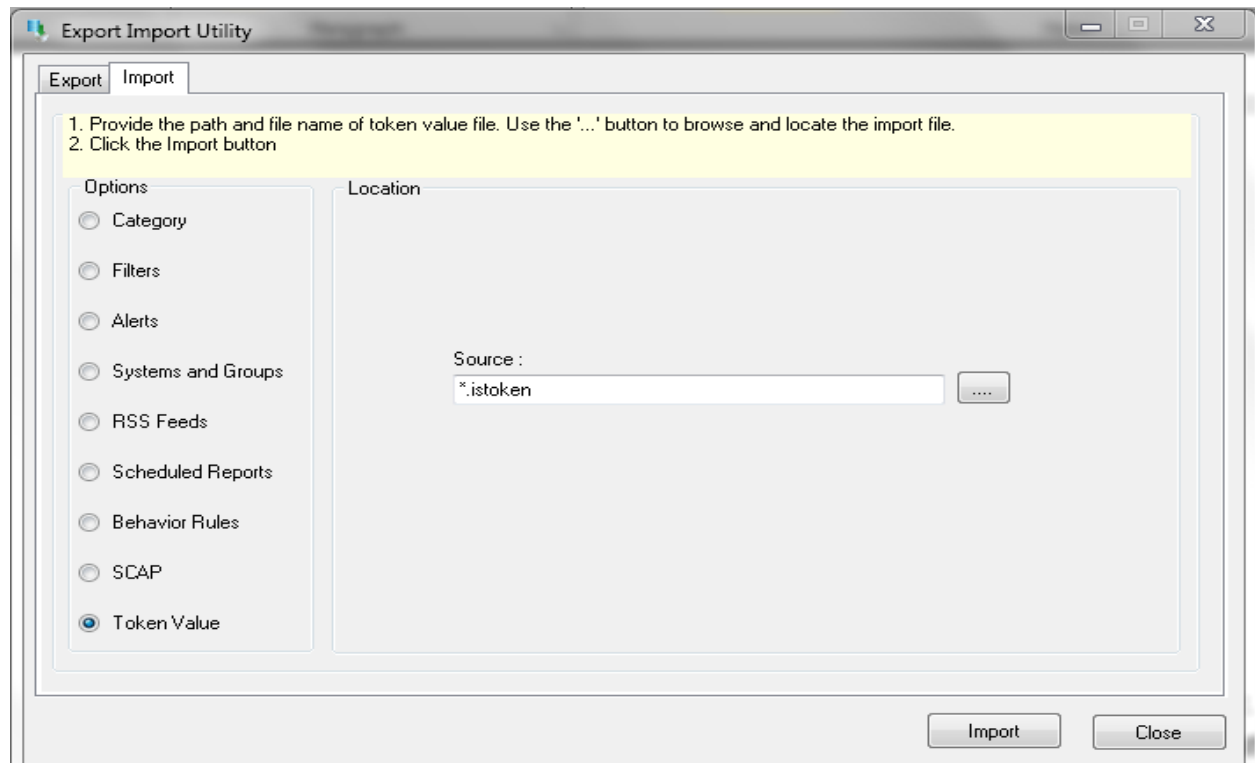 Export Import Utility
Export
Import
1. Provide the path and file name of token value file. Use the '...' button to browse and locate the import file.
2. Click the Import button
Options
Category
Filters
Alerts
Systems and Groups
RSS Feeds
Scheduled Reports
Behavior Rules
SCAP
Token Value
Location
Source :
*.istoken
....
Import
Close